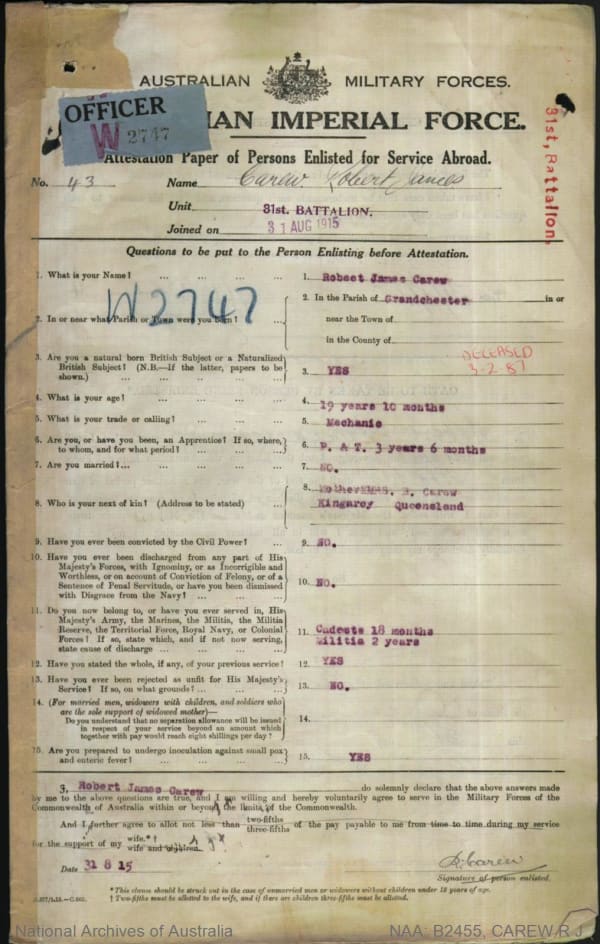 AUSTRALIAN MILITARY FORCES.
OFFICER
W 2747
IAN IMPERIAL FORCE.
Attestation Paper of Persons Enlisted for Service Abroad.
31st, Battalion
No. 43 Name Carew Robert James
Unit 31st. BATTALION.
Joined on 31 AUG 1915
Questions to be put to the Person Enlisting before Attestation.
1. What is your Name? 1. Robert James Carew
W2747
2. In or near what Parish or Town were you born? 2. In the Parish of Grandchester in or
near the Town of
in the County of
DECEASED
3-2-87
3. Are you a natural born British Subject or a Naturalized
British Subject? (N.B.—If the latter, papers to be
shown.) 3. YES
4. What is your age? 4. 19 years 10 months
5. What is your trade or calling? 5. Mechanic
6. Are you, or have you been, an Apprentice? If so, where,
to whom, and for what period? 6. P. & T. 3 years 6 months
7. Are you married? 7. NO.
8. Who is your next of kin? (Address to be stated) 8. Mother MRS. Carew
Kingaroy Queensland
9. Have you ever been convicted by the Civil Power? 9. NO.
10. Have you ever been discharged from any part of His
Majesty's Forces, with Ignominy, or as Incorrigible and
Worthless, or on account of Conviction of Felony, or of a
Sentence of Penal Servitude, or have you been dismissed
with Disgrace from the Navy? 10. NO.
11. Do you now belong to, or have you ever served in, His
Majesty's Army, the Marines, the Militia, the Militia
Reserve, the Territorial Force, Royal Navy, or Colonial
Forces? If so, state which, and if not now serving,
state cause of discharge 11. Cadets 18 months
Militia 2 years
12. Have you stated the whole, if any, of your previous service? 12. YES
13. Have you ever been rejected as unfit for His Majesty's
Service? If so, on what grounds? 13. NO.
14. (For married men, widowers with children, and soldiers who
are the sole support of widowed mother)—
Do you understand that no separation allowance will be issued
in respect of your service beyond an amount which
together with pay would reach eight shillings per day? 14.
15. Are you prepared to undergo inoculation against small pox
and enteric fever? 15. YES
I, Robert James Carew do solemnly declare that the above answers made
by me to the above questions are true, and I am willing and hereby voluntarily agree to serve in the Military Forces of the
Commonwealth of Australia within or beyond the limits of the Commonwealth.
And I further agree to allot not less than two-fifths three-fifths of the pay payable to me from time to time during my service
for the support of my wife.*† wife and children.
Date 31 8 15
R J Carew
Signature of person enlisted.
* This clause should be struck out in the case of unmarried men or widowers without children under 18 years of age.
† Two-fifths must be allotted to the wife, and if there are children three-fifths must be allotted.
National Archives of Australia NAA: B2455, CAREW R J